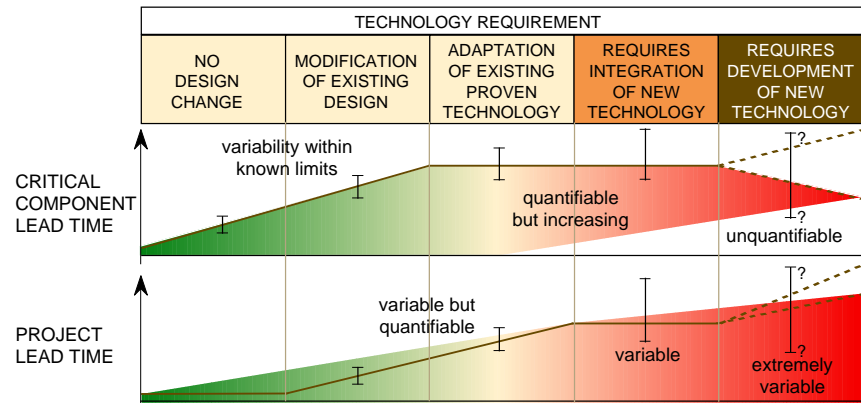 TECHNOLOGY REQUIREMENT
NO
DESIGN
CHANGE
MODIFICATION
OF EXISTING
DESIGN
ADAPTATION
OF EXISTING
PROVEN
TECHNOLOGY
REQUIRES
INTEGRATION
OF NEW
TECHNOLOGY
REQUIRES
DEVELOPMENT
OF NEW
TECHNOLOGY
CRITICAL
COMPONENT
LEAD TIME
variability within
known limits
quantifiable
but increasing
?
?
unquantifiable
PROJECT
LEAD TIME
variable but
quantifiable
variable
?
?
extremely
variable